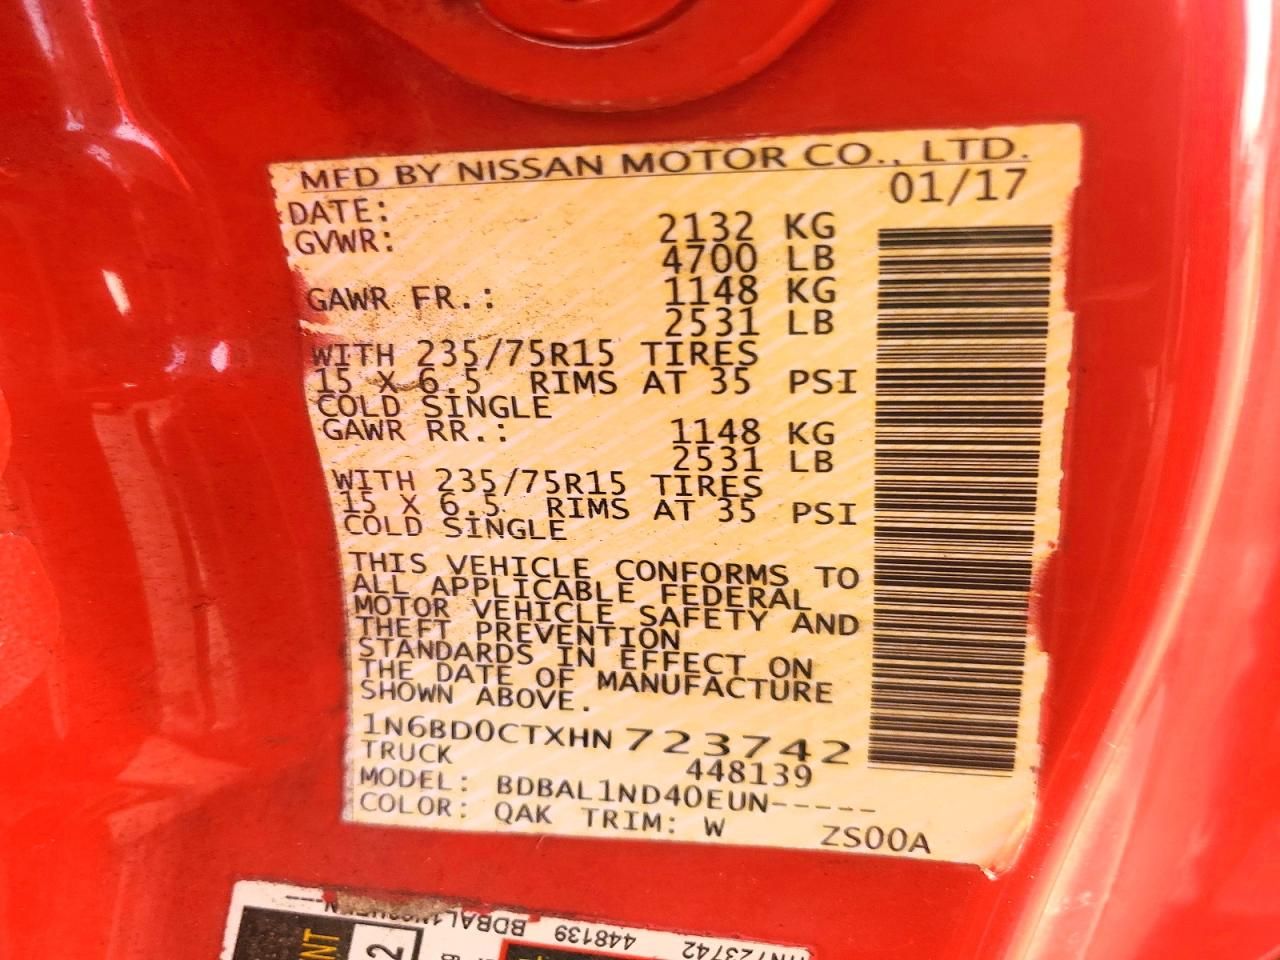 MFD BY NISSAN MOTOR CO., LTD.
DATE: 01/17
GVWR: 2132 KG
4700 LB
GAWR FR.: 1148 KG
2531 LB
WITH 235/75R15 TIRES
15 X 6.5 RIMS AT 35 PSI
COLD SINGLE
GAWR RR.: 1148 KG
2531 LB
WITH 235/75R15 TIRES
15 X 6.5 RIMS AT 35 PSI
COLD SINGLE
THIS VEHICLE CONFORMS TO
ALL APPLICABLE FEDERAL
MOTOR VEHICLE SAFETY AND
THEFT PREVENTION
STANDARDS IN EFFECT ON
THE DATE OF MANUFACTURE
SHOWN ABOVE.
1N6BD0CTXHN723742
TRUCK 448139
MODEL: BDBAL1ND40EUN-----
COLOR: QAK TRIM: W ZS00A
HN723742 448139